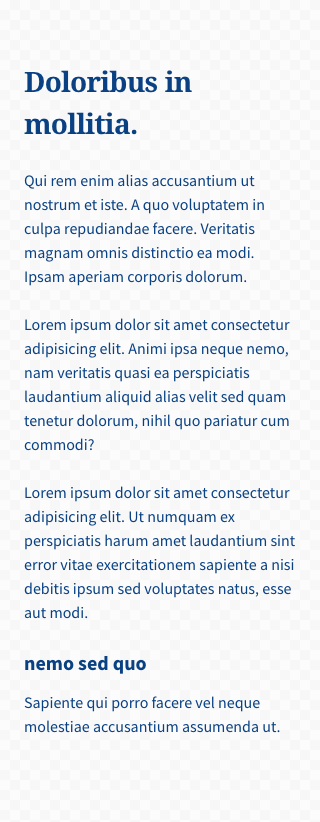 Doloribus in
mollitia.
Qui rem enim alias accusantium ut
nostrum et iste. A quo voluptatem in
culpa repudiandae facere. Veritatis
magnam omnis distinctio ea modi.
Ipsam aperiam corporis dolorum.
Lorem ipsum dolor sit amet consectetur
adipisicing elit. Animi ipsa neque nemo,
nam veritatis quasi ea perspiciatis
laudantium aliquid alias velit sed quam
tenetur dolorum, nihil quo pariatur cum
commodi?
Lorem ipsum dolor sit amet consectetur
adipisicing elit. Ut numquam ex
perspiciatis harum amet laudantium sint
error vitae exercitationem sapiente a nisi
debitis ipsum sed voluptates natus, esse
aut modi.
nemo sed quo
Sapiente qui porro facere vel neque
molestiae accusantium assumenda ut.